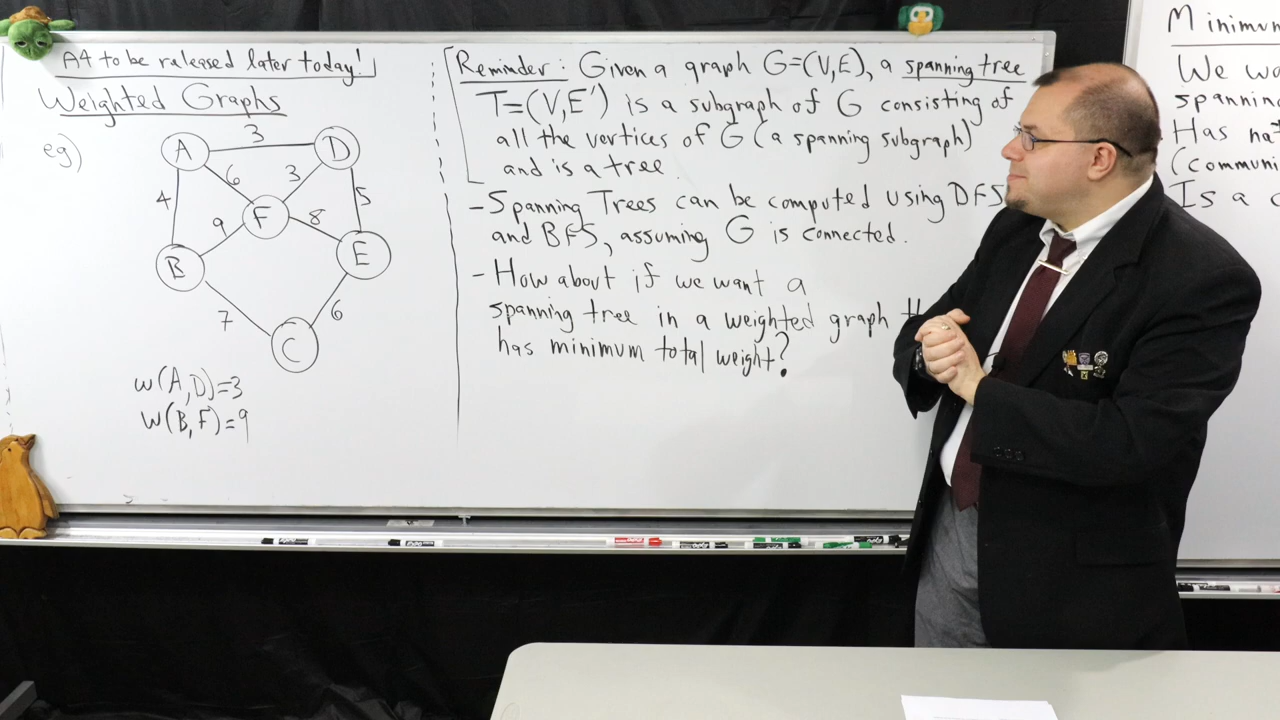 A4 to be released later today!
Weighted Graphs
eg)
A 3 D
6 3
4 F 5
9 8
B E
7 6
C
w(A,D)=3
w(B,F)=9
Reminder: Given a graph G=(V,E), a spanning tree
T=(V,E') is a subgraph of G consisting of
all the vertices of G (a spanning subgraph)
and is a tree.
- Spanning Trees can be computed using DFS
and BFS, assuming G is connected.
- How about if we want a
spanning tree in a weighted graph
has minimum total weight?
Minimum
We
spanning
Has
(communi
Is a